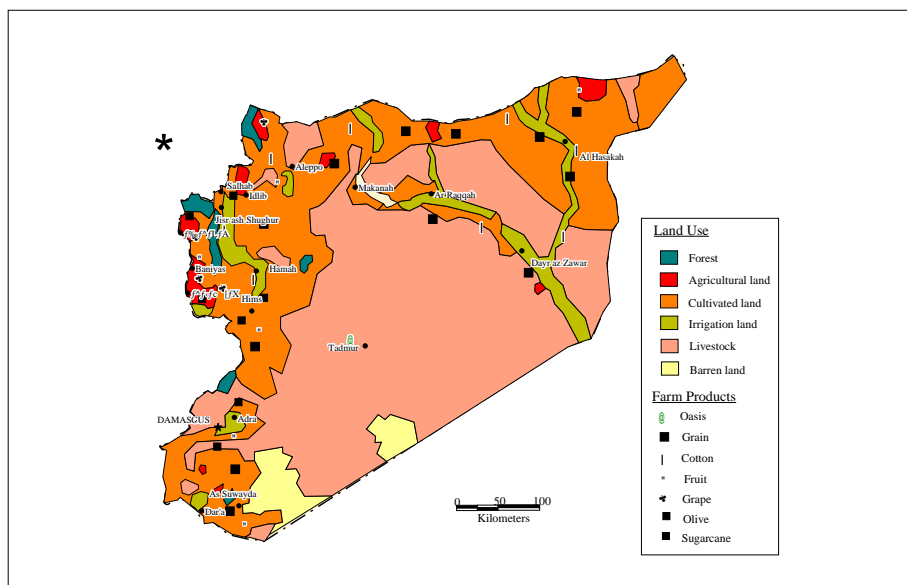 *
Aleppo
Al Hasakah
Salhab
Idlib
Makanah
Ar Raqqah
Jisr ash Shughur
Baniyas
Hamah
Dayr az Zawar
Hims
Tadmur
DAMASGUS
Adra
As Suwayda
Dar'a
0 50 100
Kilometers
Land Use
Forest
Agricultural land
Cultivated land
Irrigation land
Livestock
Barren land
Farm Products
Oasis
Grain
Cotton
Fruit
Grape
Olive
Sugarcane